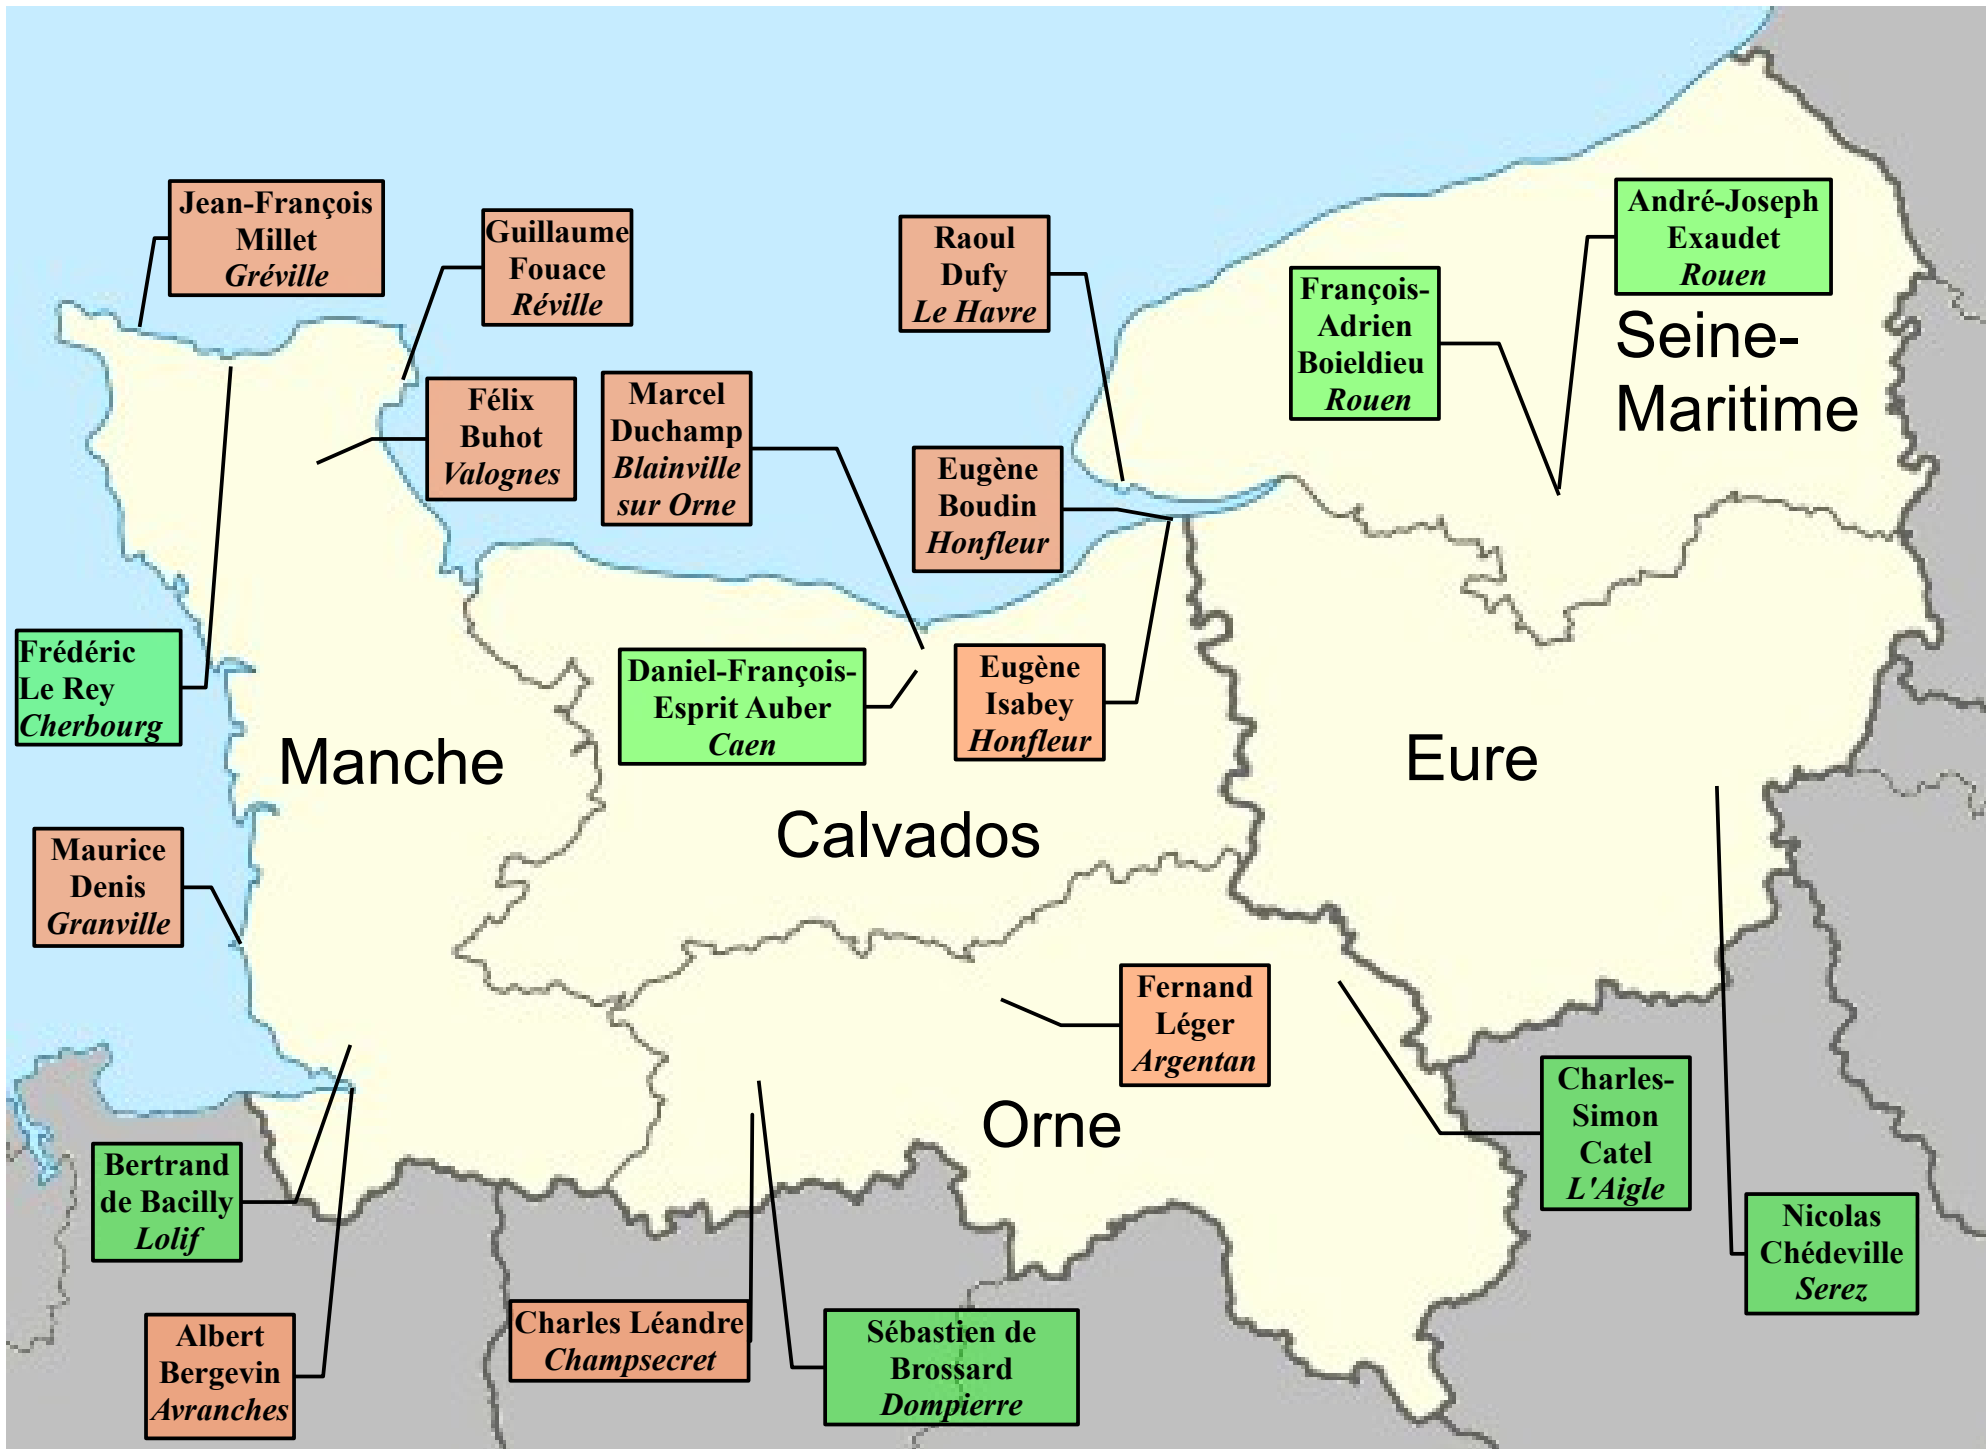 Jean-François
Millet
Gréville
Guillaume
Fouace
Réville
Raoul
Dufy
Le Havre
André-Joseph
Exaudet
Rouen
François-
Adrien
Boieldieu
Rouen
Seine-
Maritime
Félix
Buhot
Valognes
Marcel
Duchamp
Blainville
sur Orne
Eugène
Boudin
Honfleur
Frédéric
Le Rey
Cherbourg
Daniel-François-
Esprit Auber
Caen
Eugène
Isabey
Honfleur
Manche
Eure
Calvados
Maurice
Denis
Granville
Fernand
Léger
Argentan
Orne
Charles-
Simon
Catel
L'Aigle
Bertrand
de Bacilly
Lolif
Nicolas
Chédeville
Serez
Albert
Bergevin
Avranches
Charles Léandre
Champsecret
Sébastien de
Brossard
Dompierre